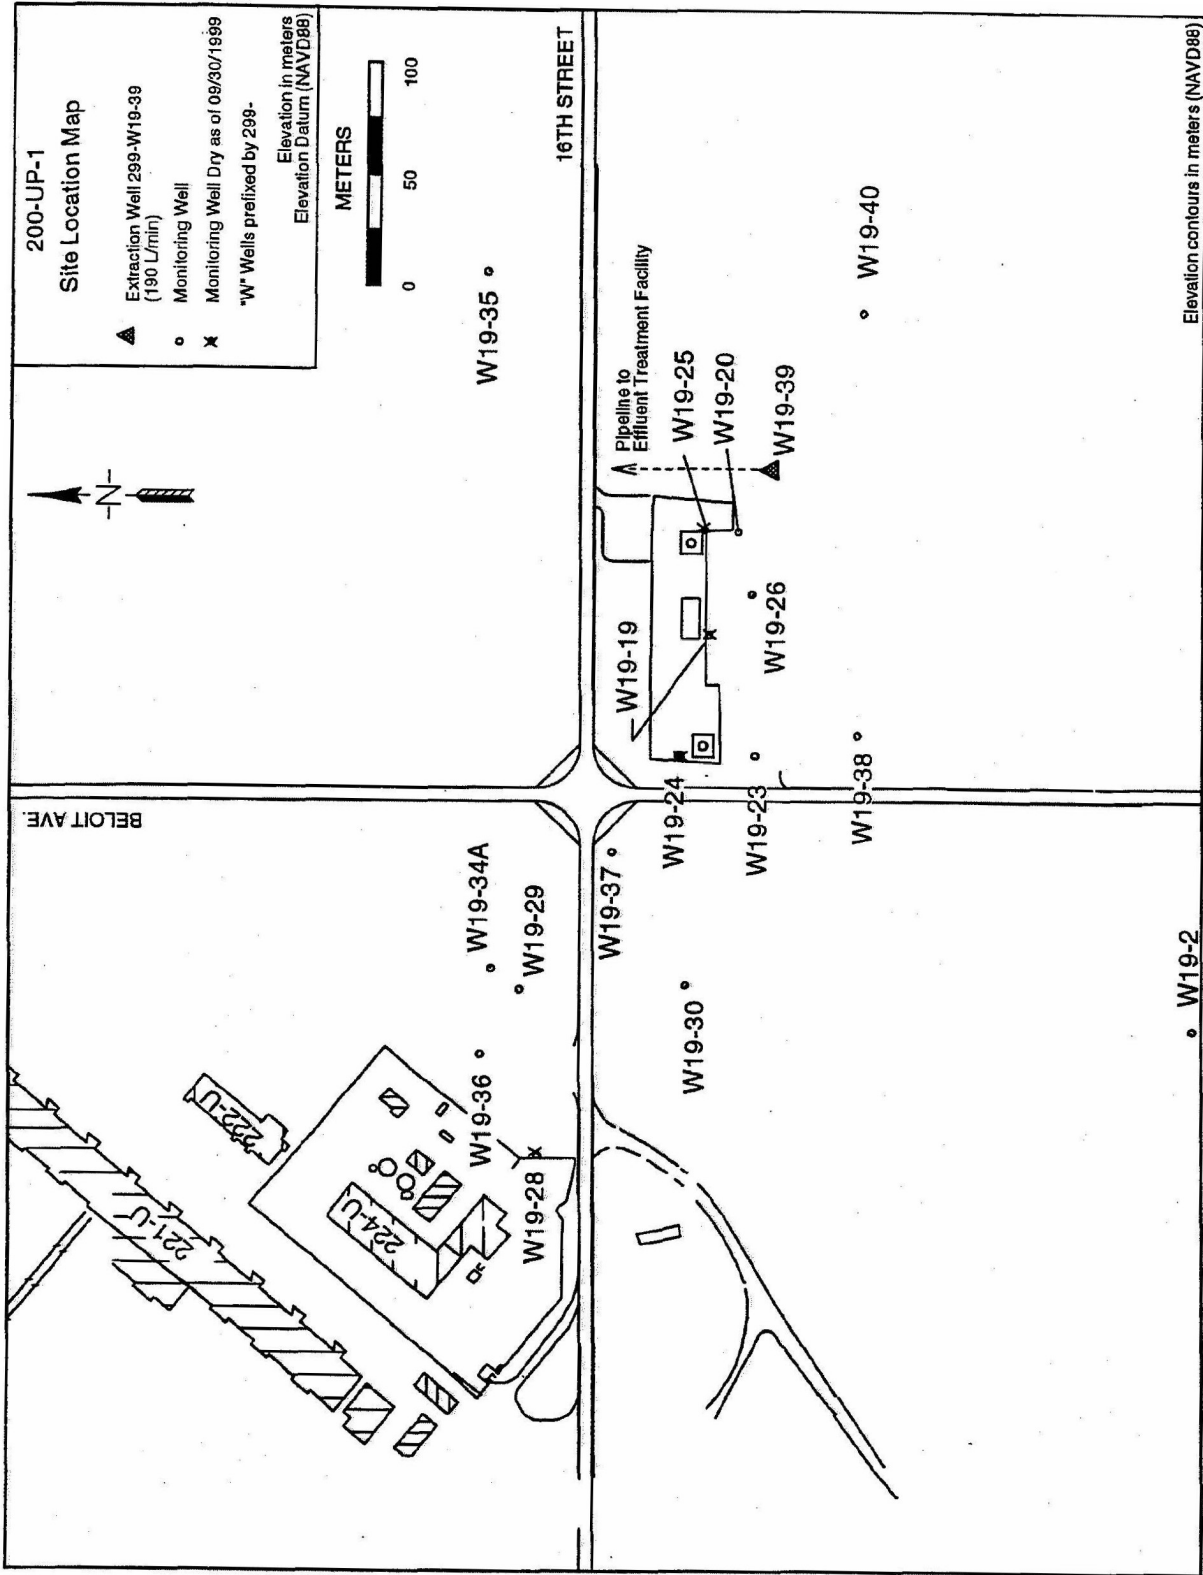 200-UP-1
Site Location Map
Extraction Well 299-W19-39
(190 L/min)
Monitoring Well
Monitoring Well Dry as of 09/30/1999
"W" Wells prefixed by 299-
Elevation in meters
Elevation Datum (NAVD88)
METERS
0 50 100
-N-
BELOIT AVE.
16TH STREET
221-U
222-U
224-U
W19-36
W19-34A
W19-29
W19-28
W19-35
W19-37
W19-30
W19-24
W19-23
W19-38
W19-19
W19-26
Pipeline to
Effluent Treatment Facility
W19-25
W19-20
W19-39
W19-40
W19-2
Elevation contours in meters (NAVD88)